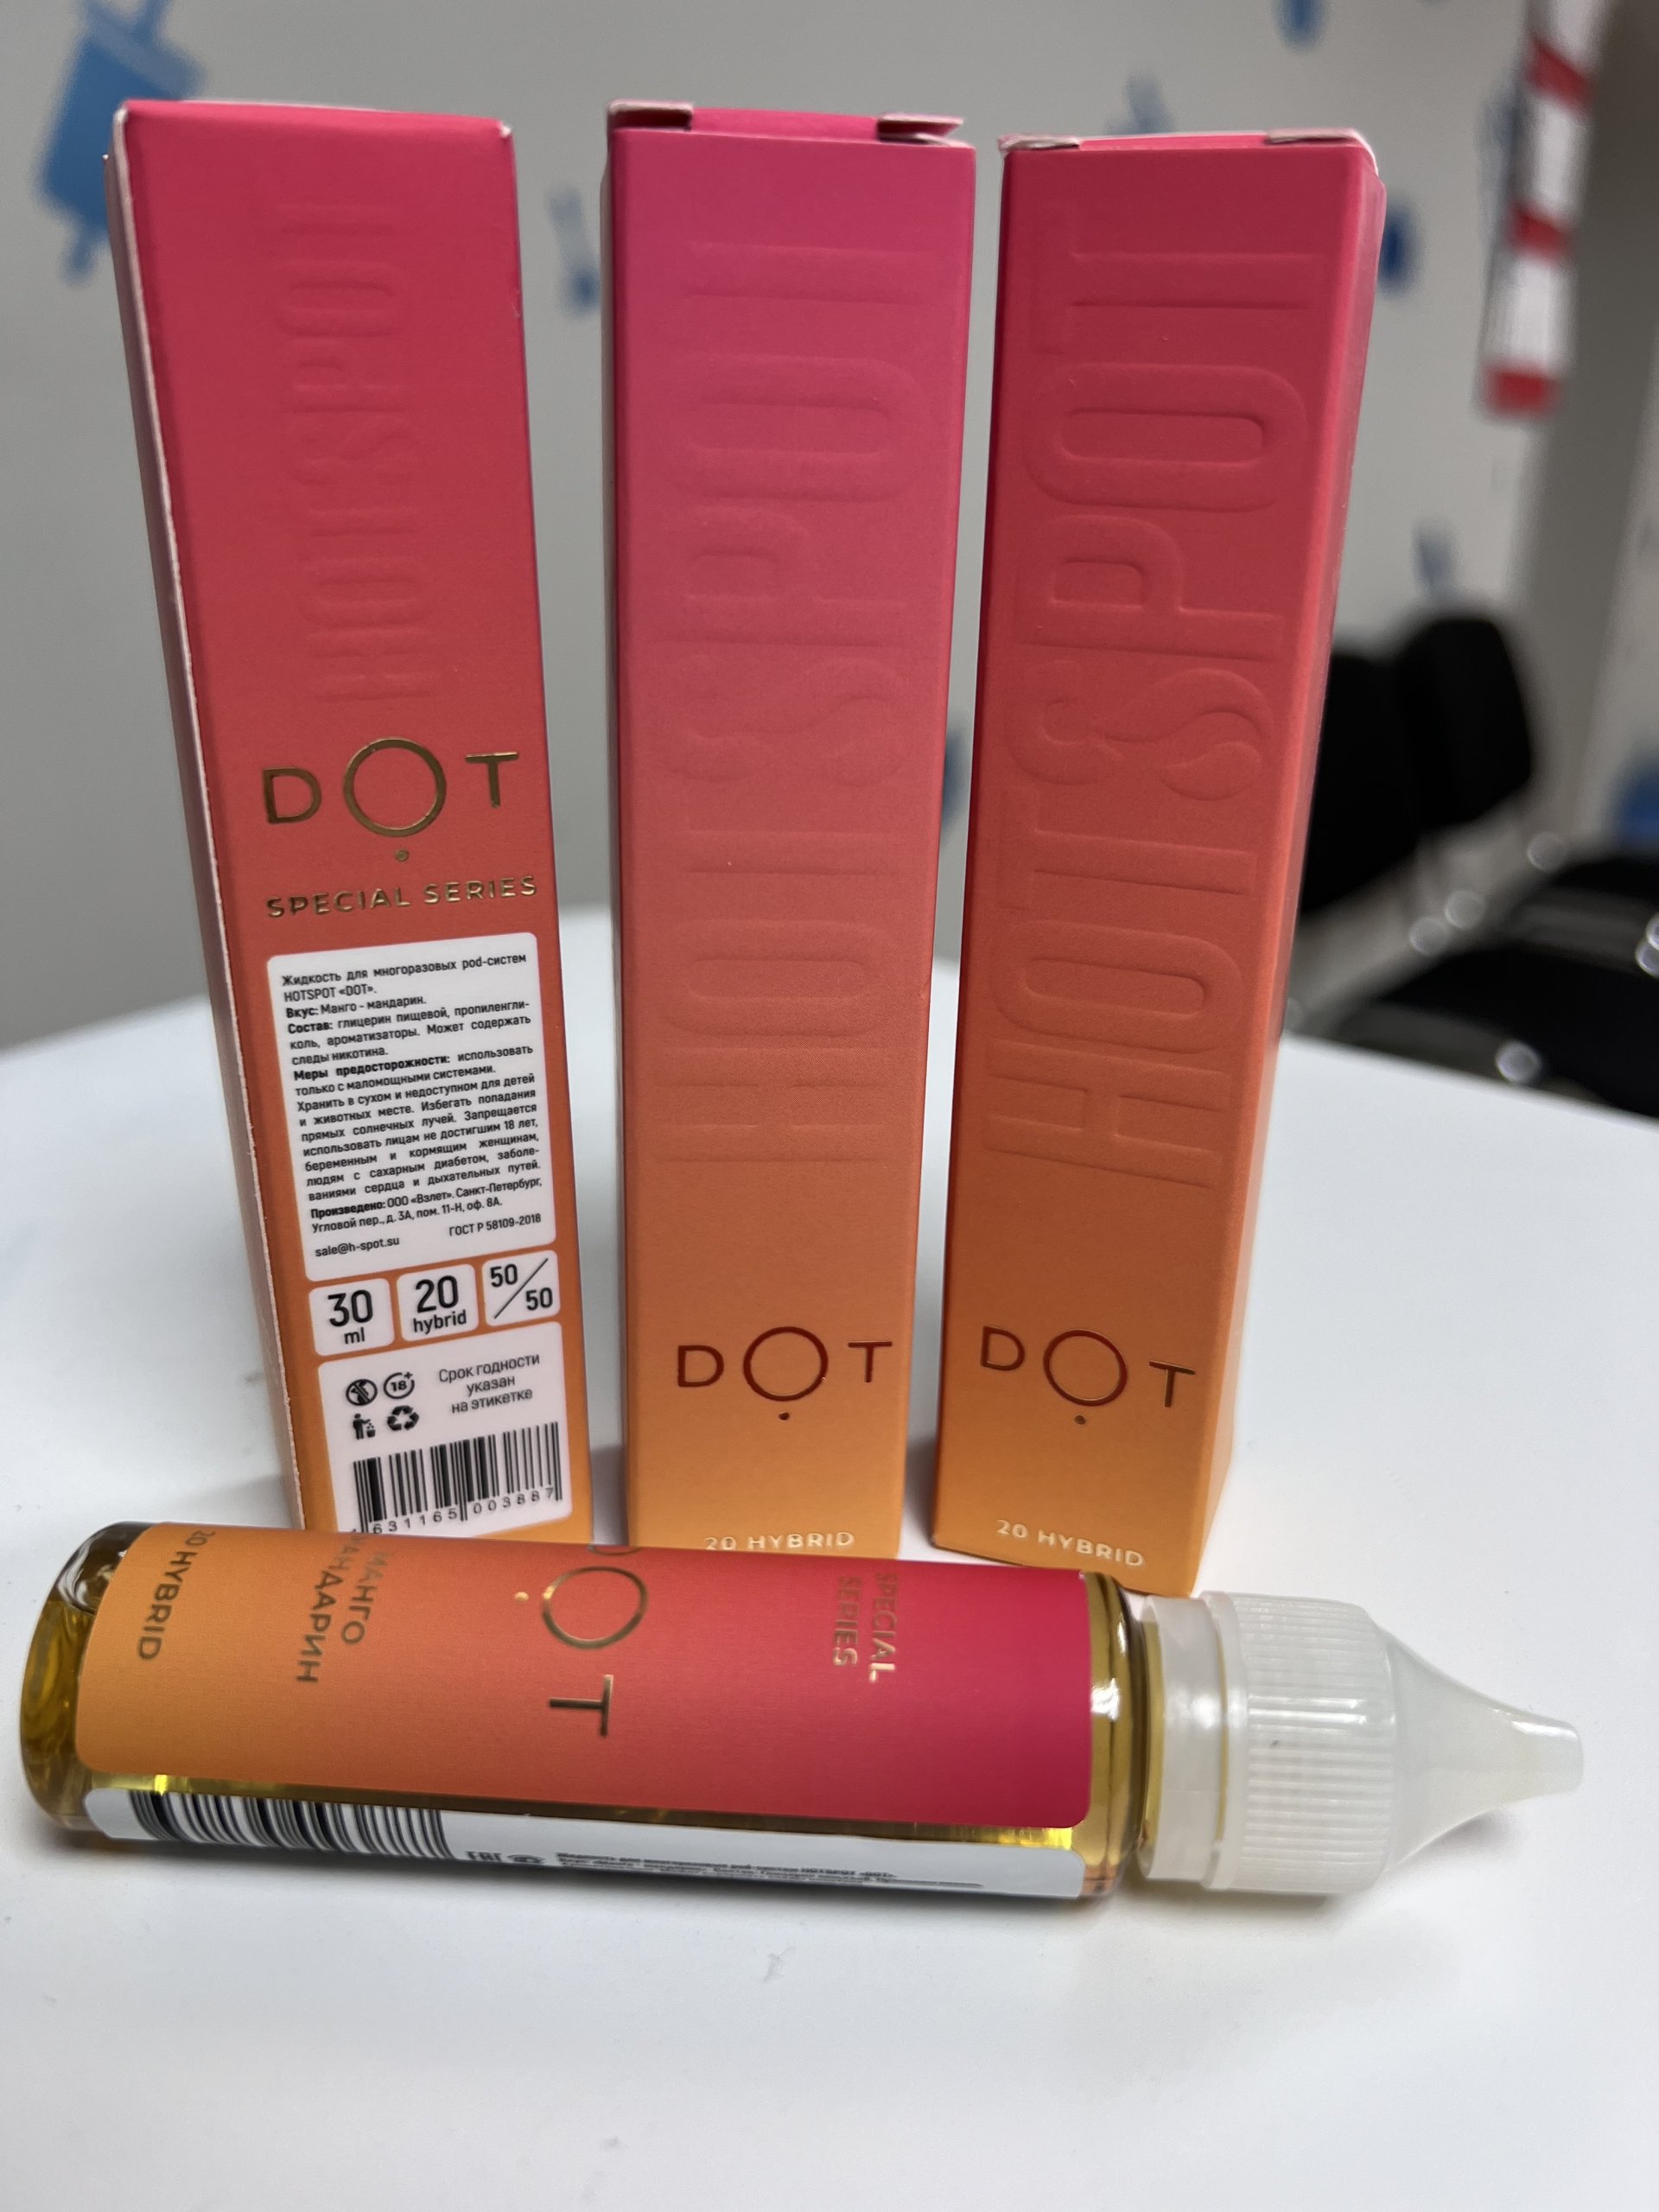 HOTSPOT
DOT
SPECIAL SERIES
Жидкость для многоразовых pod-систем
HOTSPOT «DOT».
Вкус: Манго - мандарин.
Состав: глицерин пищевой, пропиленгли-
коль, ароматизаторы. Может содержать
следы никотина.
Меры предосторожности: использовать
только с маломощными системами.
Хранить в сухом и недоступном для детей
и животных месте. Избегать попадания
прямых солнечных лучей. Запрещается
использовать лицам не достигшим 18 лет,
беременным и кормящим женщинам,
людям с сахарным диабетом, заболе-
ваниями сердца и дыхательных путей.
Произведено: ООО «Взлет». Санкт-Петербург,
Угловой пер., д. 3А, пом. 11-Н, оф. 8А.
sale@h-spot.su ГОСТ Р 58109-2018
30 ml
20 hybrid
50/50
18+
Срок годности
указан
на этикетке
631165 003887
HOTSPOT
DOT
20 HYBRID
HOTSPOT
DOT
20 HYBRID
SPECIAL
SERIES
DOT
МАНГО
МАНДАРИН
20 HYBRID
EAC